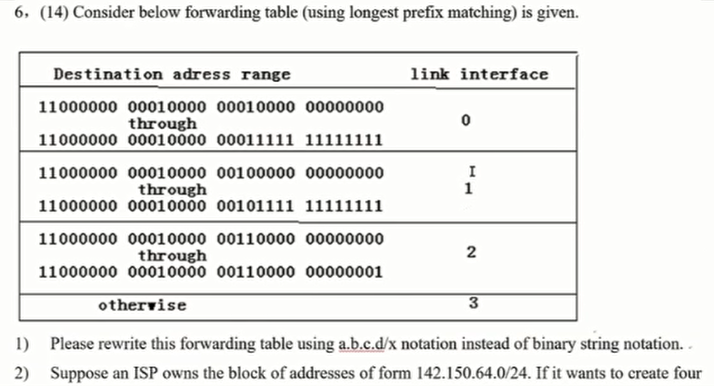 6, (14) Consider below forwarding table (using longest prefix matching) is given.
Destination adress range link interface
11000000 00010000 00010000 00000000
through 0
11000000 00010000 00011111 11111111
11000000 00010000 00100000 00000000
through 1
11000000 00010000 00101111 11111111
11000000 00010000 00110000 00000000
through 2
11000000 00010000 00110000 00000001
otherwise 3
1) Please rewrite this forwarding table using a.b.c.d/x notation instead of binary string notation.
2) Suppose an ISP owns the block of addresses of form 142.150.64.0/24. If it wants to create four